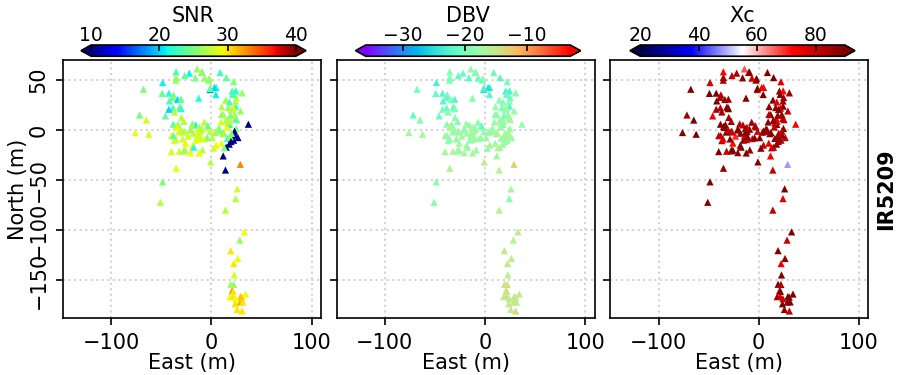 SNR DBV Xc
10 20 30 40 −30 −20 −10 20 40 60 80
50
0
−50
−100
−150
North (m)
−100 0 100 −100 0 100 −100 0 100
East (m) East (m) East (m)
IR5209